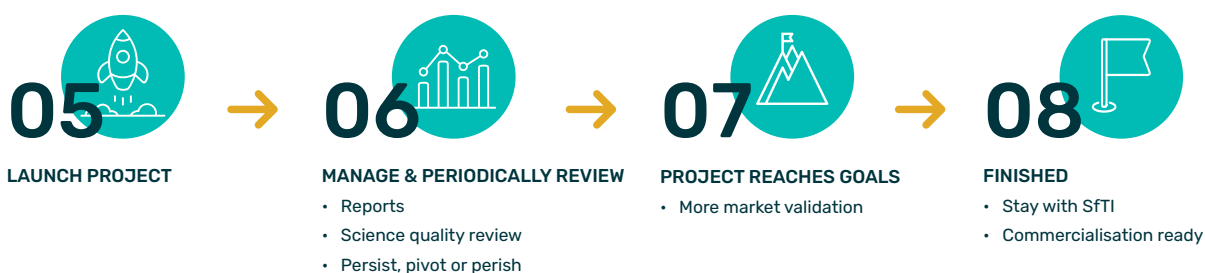 05
LAUNCH PROJECT
06
MANAGE & PERIODICALLY REVIEW
• Reports
• Science quality review
• Persist, pivot or perish
07
PROJECT REACHES GOALS
• More market validation
08
FINISHED
• Stay with SfTI
• Commercialisation ready